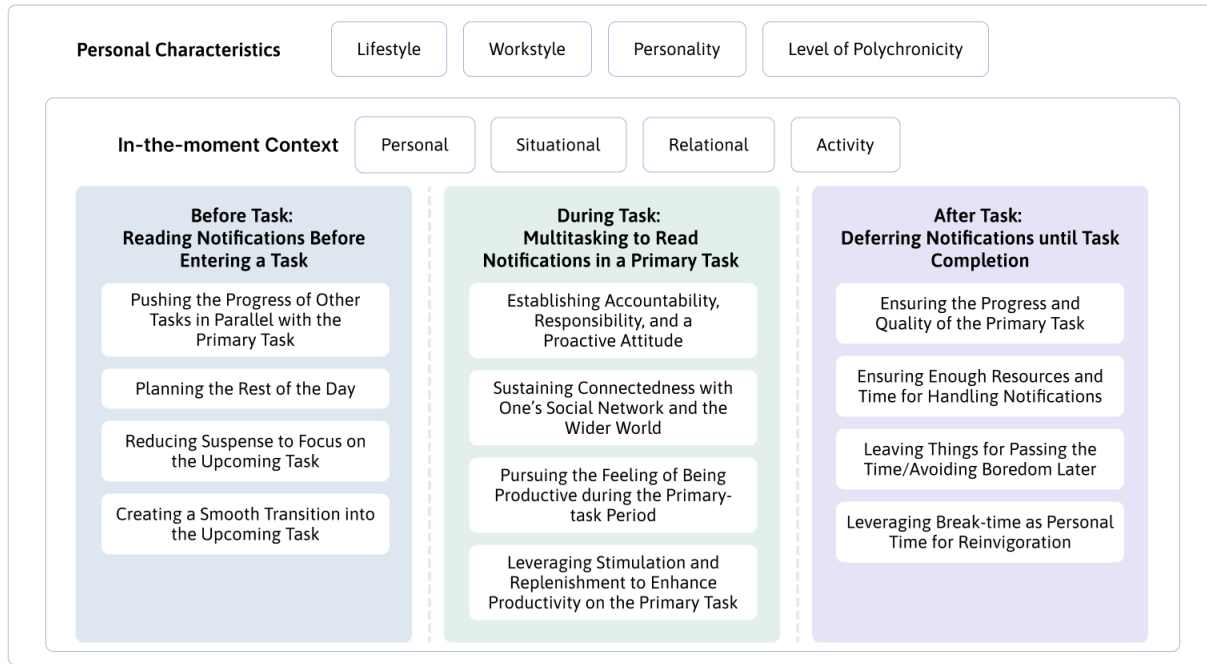 Personal Characteristics
Lifestyle
Workstyle
Personality
Level of Polychronicity
In-the-moment Context
Personal
Situational
Relational
Activity
Before Task:
Reading Notifications Before
Entering a Task
Pushing the Progress of Other
Tasks in Parallel with the
Primary Task
Planning the Rest of the Day
Reducing Suspense to Focus on
the Upcoming Task
Creating a Smooth Transition into
the Upcoming Task
During Task:
Multitasking to Read
Notifications in a Primary Task
Establishing Accountability,
Responsibility, and a
Proactive Attitude
Sustaining Connectedness with
One’s Social Network and the
Wider World
Pursuing the Feeling of Being
Productive during the Primary-
task Period
Leveraging Stimulation and
Replenishment to Enhance
Productivity on the Primary Task
After Task:
Deferring Notifications until Task
Completion
Ensuring the Progress and
Quality of the Primary Task
Ensuring Enough Resources and
Time for Handling Notifications
Leaving Things for Passing the
Time/Avoiding Boredom Later
Leveraging Break-time as Personal
Time for Reinvigoration